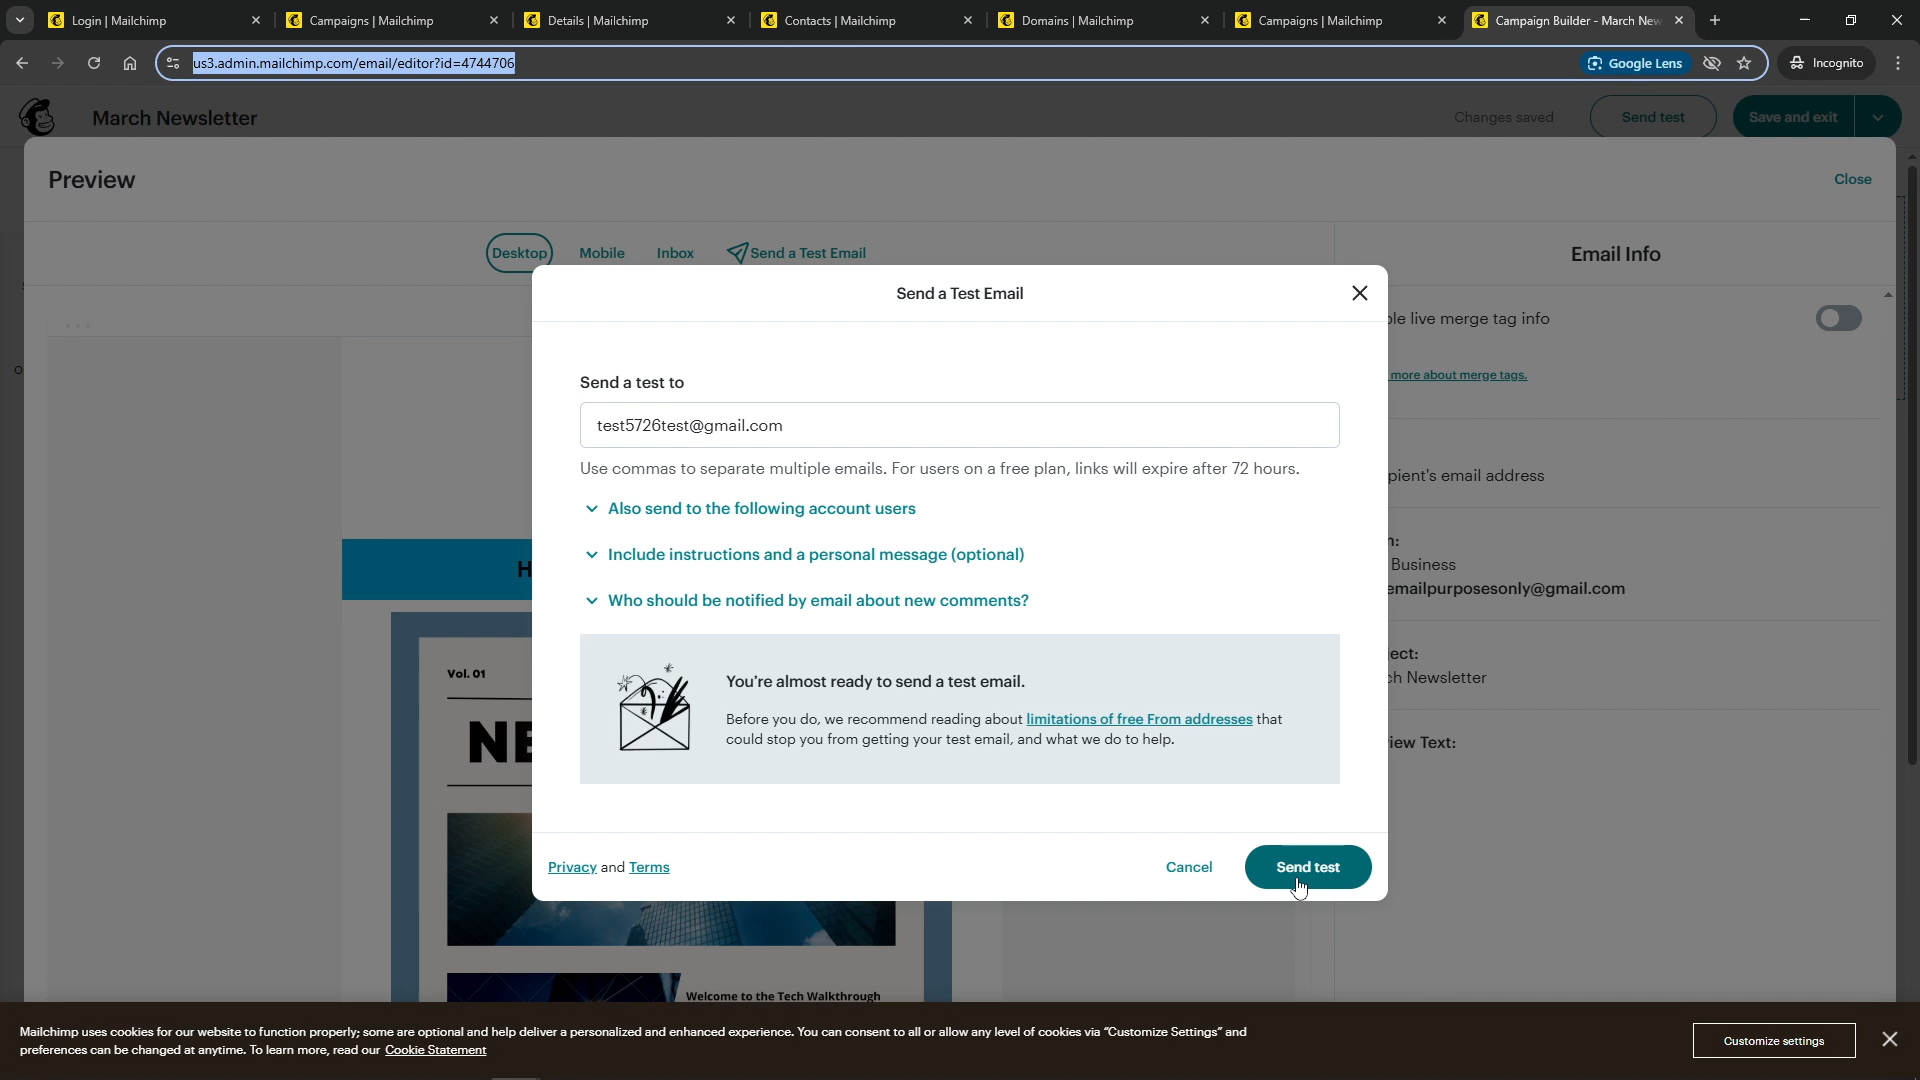 Login | Mailchimp
Campaigns | Mailchimp
Details | Mailchimp
Contacts | Mailchimp
Domains | Mailchimp
Campaigns | Mailchimp
Campaign Builder - March New
us3.admin.mailchimp.com/email/editor?id=4744706
Google Lens
Incognito
March Newsletter
Changes saved
Send test
Save and exit
Preview
Close
Desktop
Mobile
Inbox
Send a Test Email
Email Info
Send a Test Email
ble live merge tag info
more about merge tags.
Send a test to
test5726test@gmail.com
Use commas to separate multiple emails. For users on a free plan, links will expire after 72 hours.
pient's email address
Also send to the following account users
Include instructions and a personal message (optional)
Business
emailpurposesonly@gmail.com
Who should be notified by email about new comments?
H
ect:
ch Newsletter
Vol. 01
You're almost ready to send a test email.
Before you do, we recommend reading about limitations of free From addresses that
could stop you from getting your test email, and what we do to help.
iew Text:
NE
Privacy and Terms
Cancel
Send test
Welcome to the Tech Walkthrough
Mailchimp uses cookies for our website to function properly; some are optional and help deliver a personalized and enhanced experience. You can consent to all or allow any level of cookies via "Customize Settings" and
preferences can be changed at anytime. To learn more, read our Cookie Statement
Customize settings